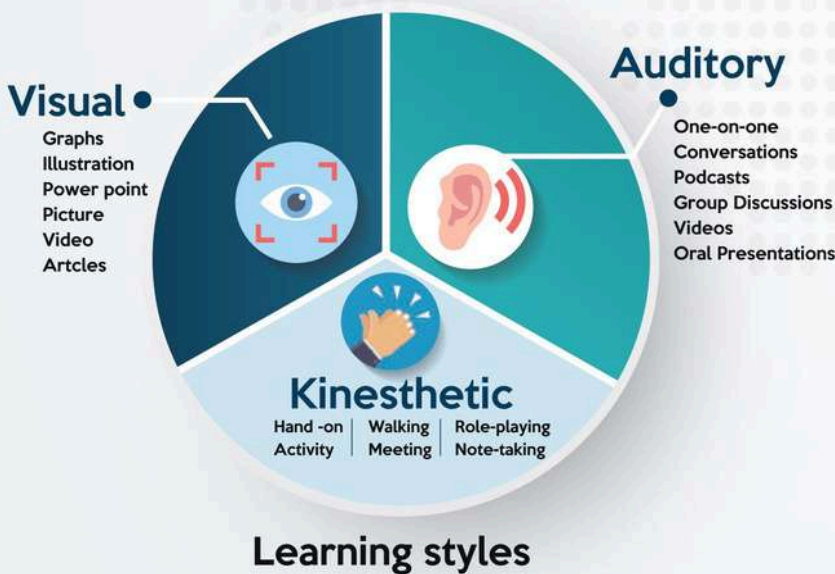 Visual
Graphs
Illustration
Power point
Picture
Video
Artcles
Auditory
One-on-one
Conversations
Podcasts
Group Discussions
Videos
Oral Presentations
Kinesthetic
Hand -on
Activity
Walking
Meeting
Role-playing
Note-taking
Learning styles